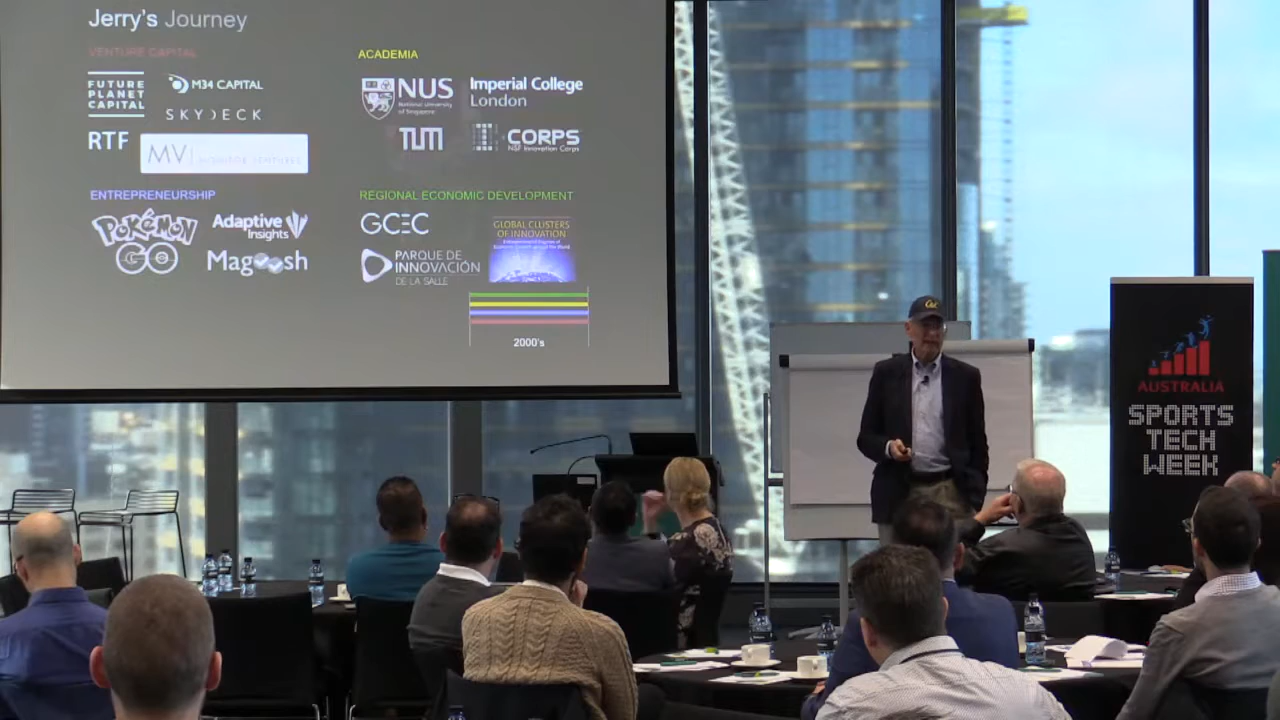 Jerry's Journey
VENTURE CAPITAL
FUTURE
PLANET
CAPITAL
M34 CAPITAL
SKYDECK
RTF
MV
ACADEMIA
NUS
National University
of Singapore
Imperial College
London
TUM
CORPS
NSF Innovation Corps
ENTREPRENEURSHIP
POKÉMON
GO
Adaptive
Insights
Magoosh
REGIONAL ECONOMIC DEVELOPMENT
GCEC
GLOBAL CLUSTERS
OF INNOVATION
PARQUE DE
INNOVACIÓN
DE LA SALLE
2000's
Cal
AUSTRALIA
SPORTS
TECH
WEEK